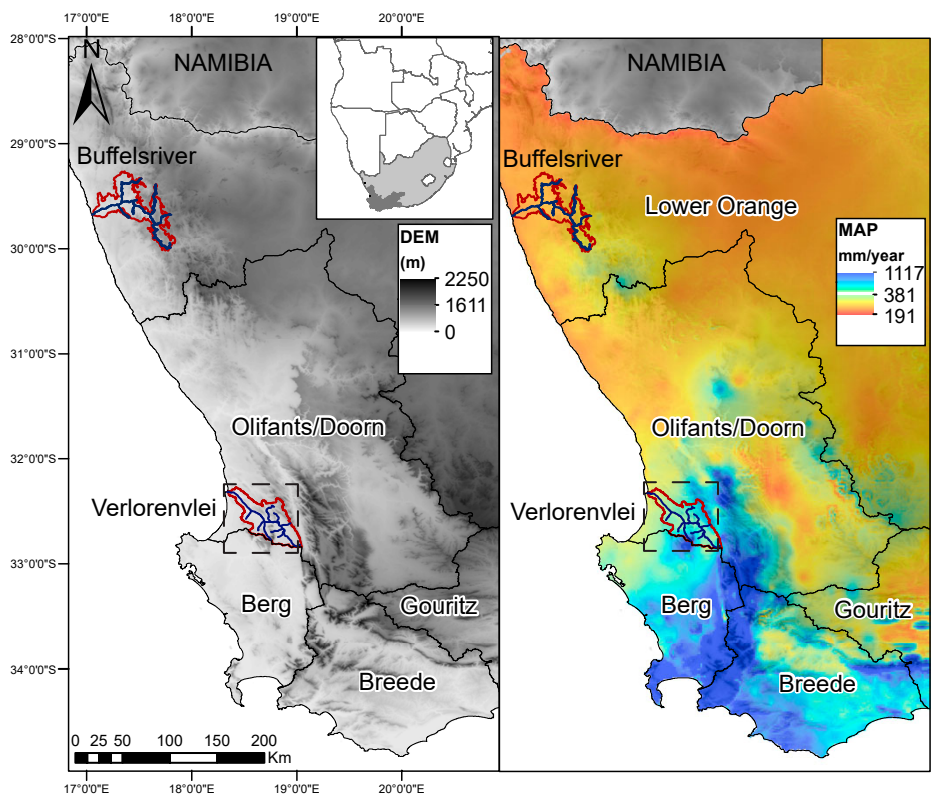 17°0'0"E
18°0'0"E
19°0'0"E
20°0'0"E
28°0'0"S
29°0'0"S
30°0'0"S
31°0'0"S
32°0'0"S
33°0'0"S
34°0'0"S
N
NAMIBIA
Buffelsriver
DEM
(m)
2250
1611
0
Olifants/Doorn
Verlorenvlei
Berg
Gouritz
Breede
0 25 50 100 150 200
Km
17°0'0"E
18°0'0"E
19°0'0"E
20°0'0"E
NAMIBIA
Buffelsriver
Lower Orange
MAP
mm/year
1117
381
191
Olifants/Doorn
Verlorenvlei
Berg
Gouritz
Breede